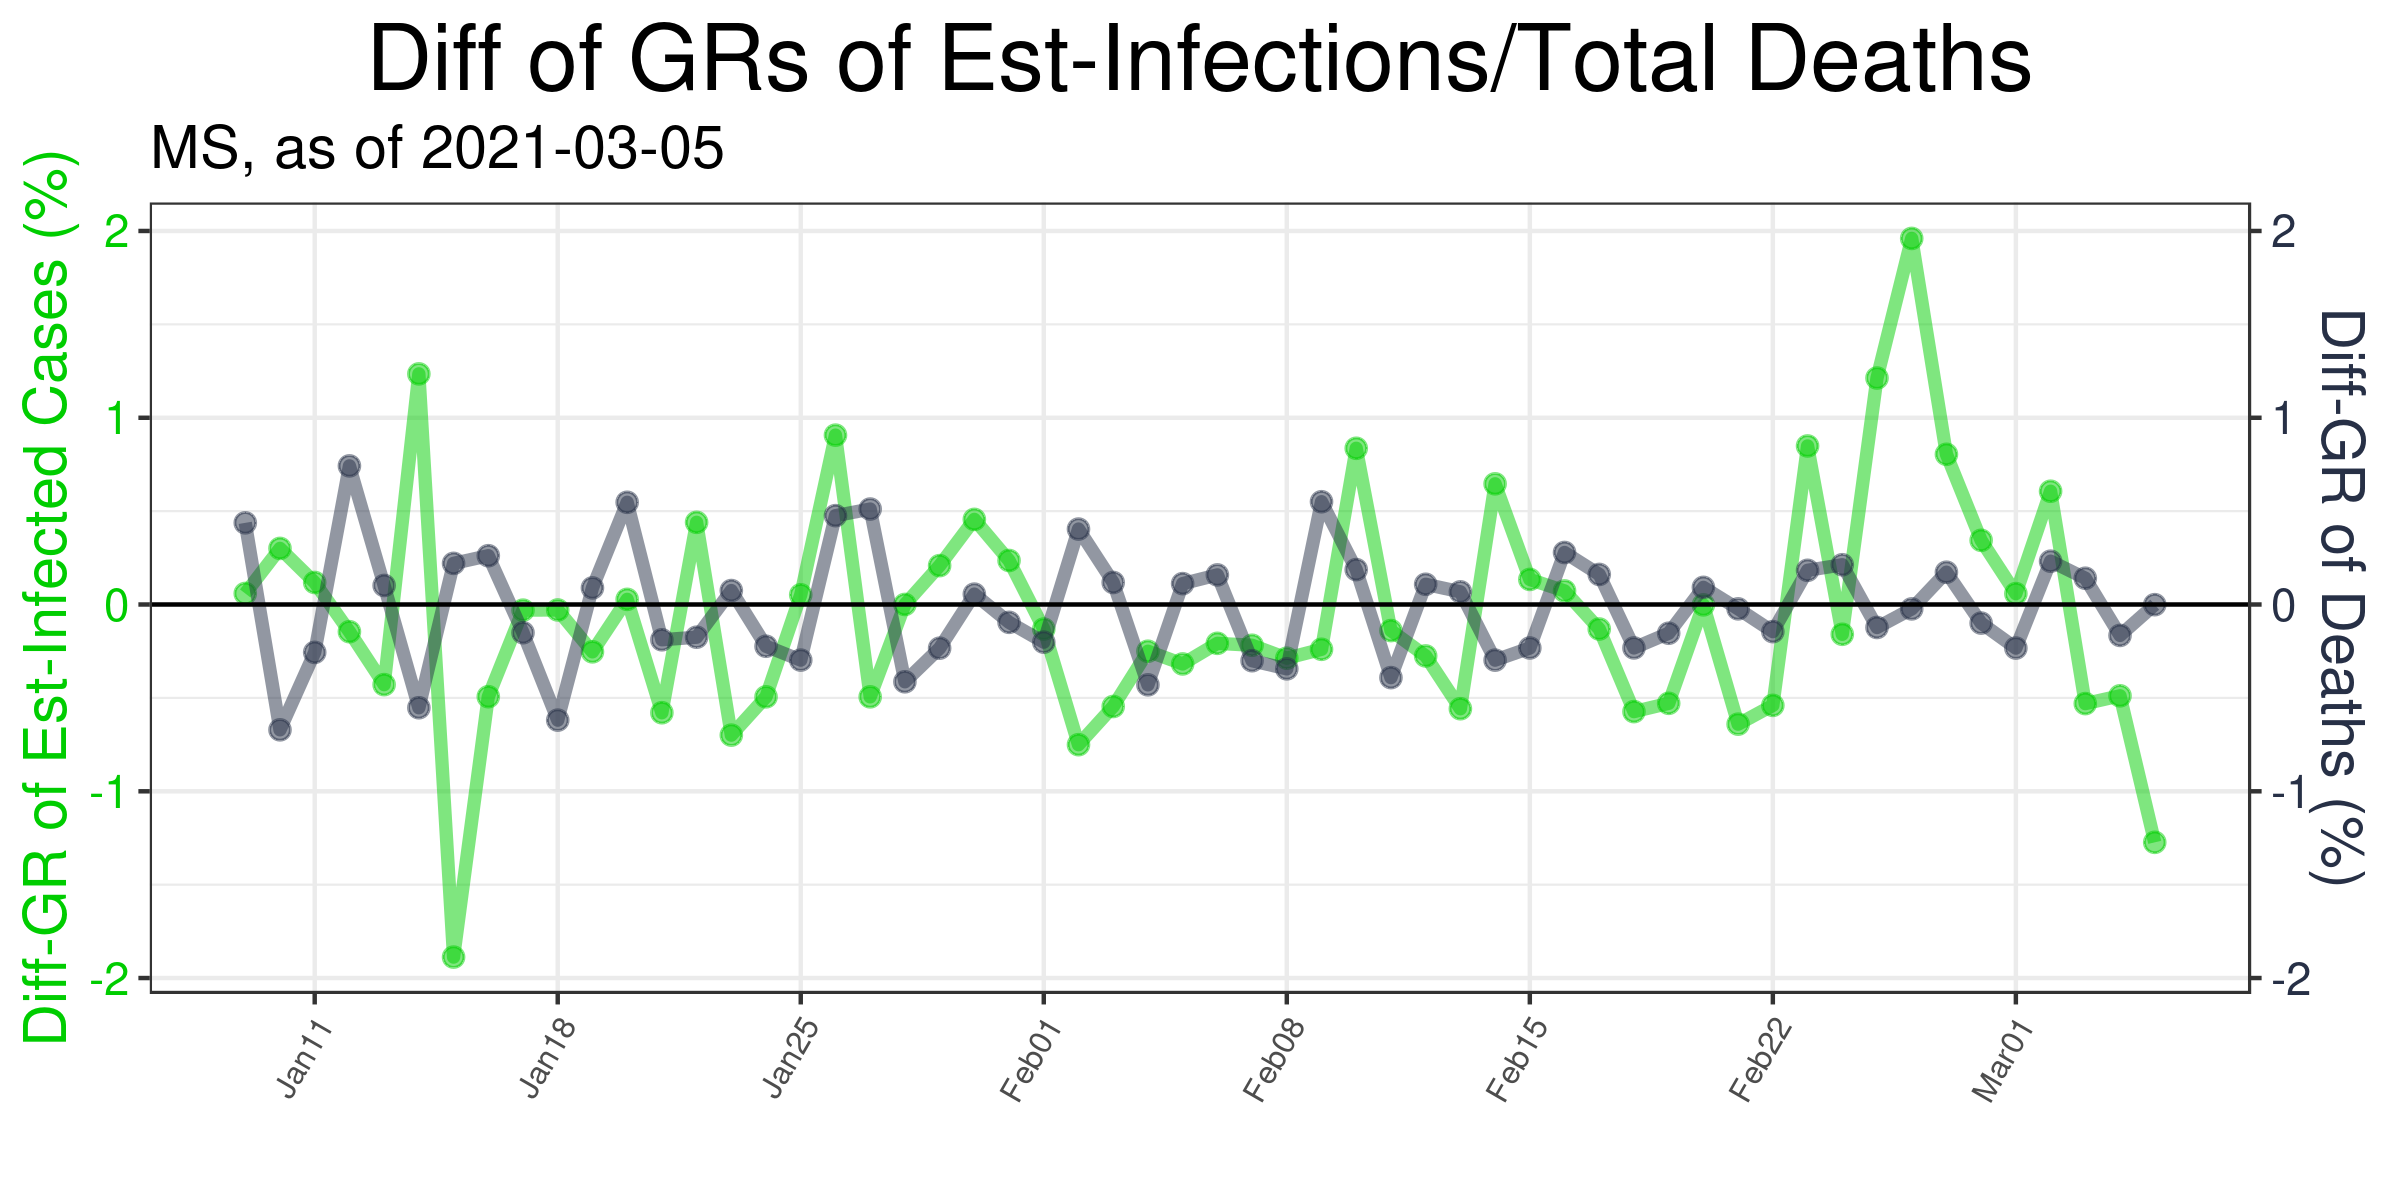 Diff of GRs of Est-Infections/Total Deaths
MS, as of 2021-03-05
Diff-GR of Est-Infected Cases (%)
2
1
0
-1
-2
2
1
0
-1
-2
Diff-GR of Deaths (%)
Jan11
Jan18
Jan25
Feb01
Feb08
Feb15
Feb22
Mar01